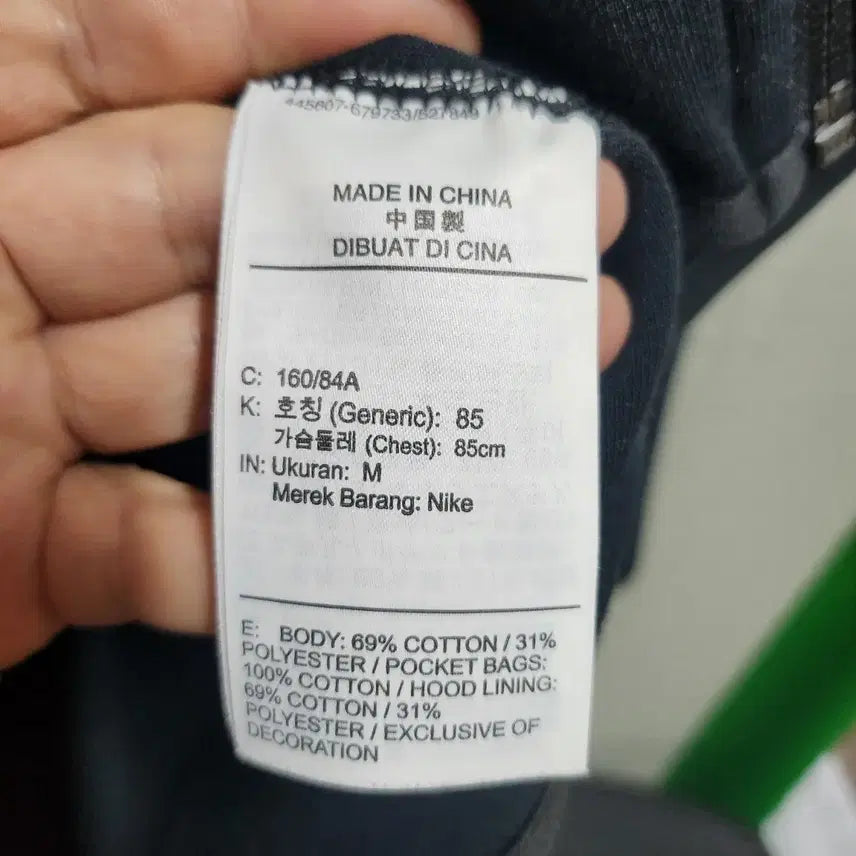 MADE IN CHINA
中国製
DIBUAT DI CINA
C: 160/84A
K: 호칭 (Generic): 85
가슴둘레 (Chest): 85cm
IN: Ukuran: M
Merek Barang: Nike
E: BODY: 69% COTTON / 31%
POLYESTER / POCKET BAGS:
100% COTTON / HOOD LINING:
69% COTTON / 31%
POLYESTER / EXCLUSIVE OF
DECORATION